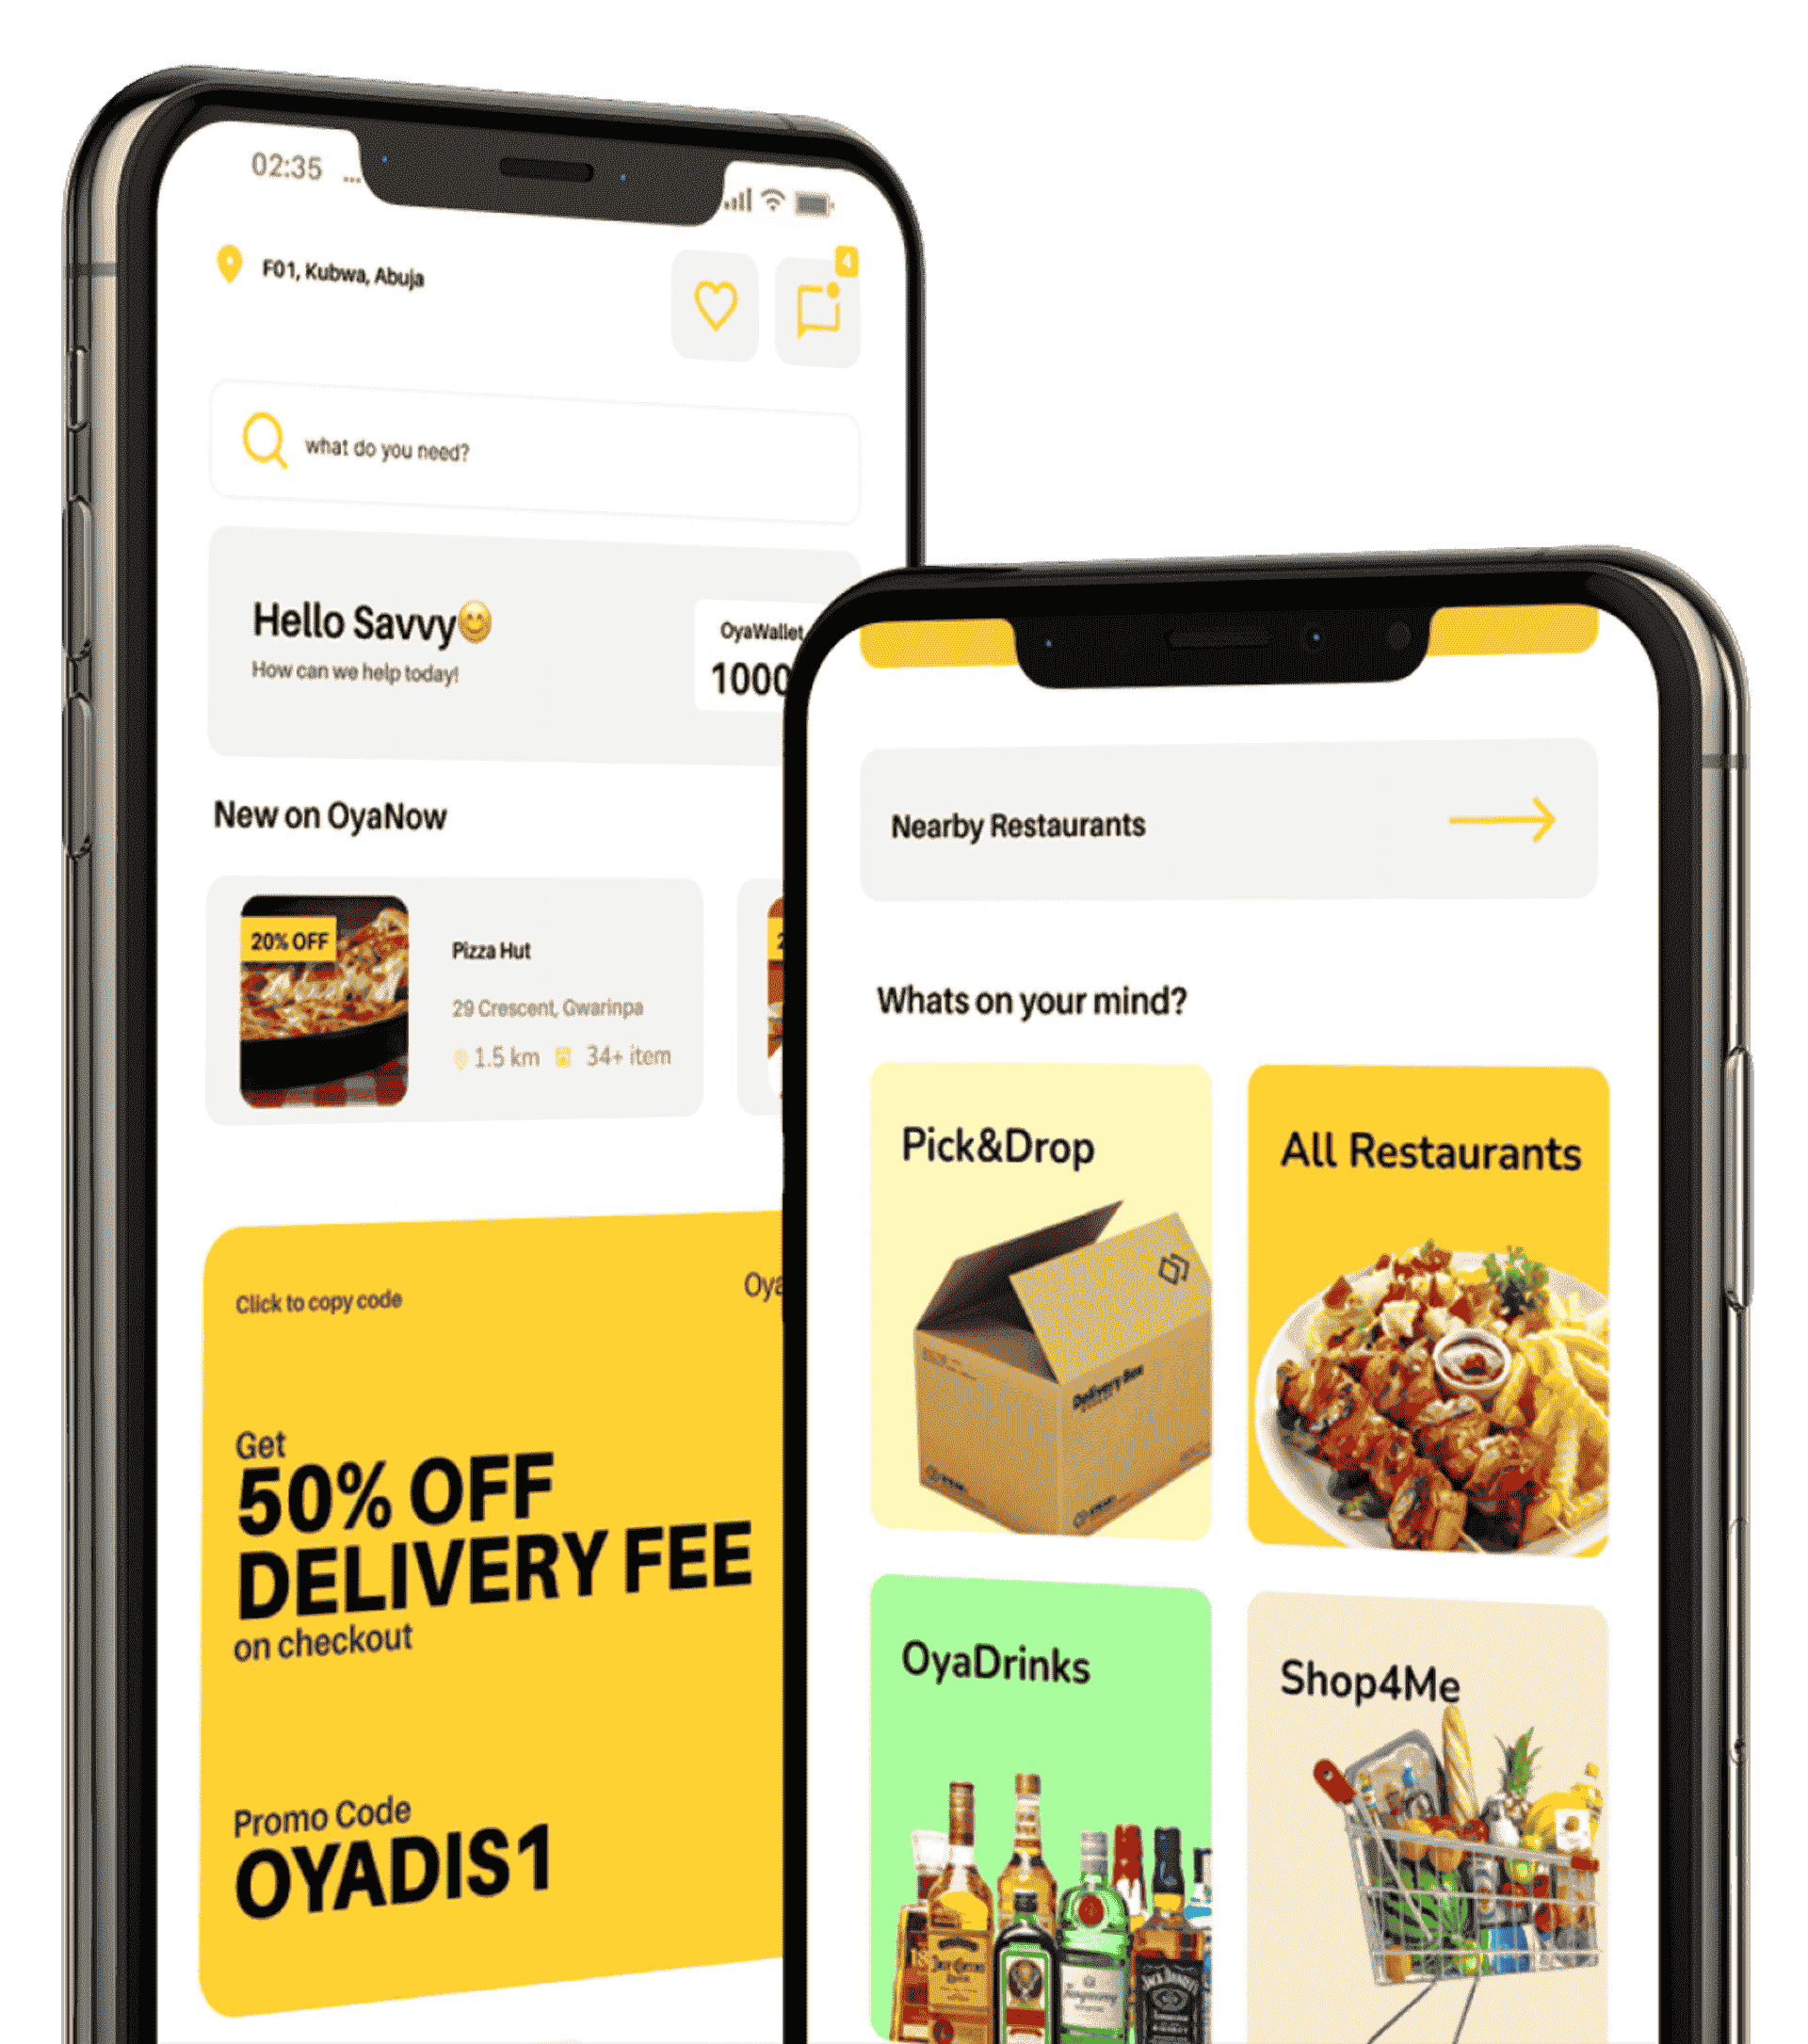 02:35 ...
F01, Kubwa, Abuja
4
what do you need?
Hello Savvy😊
How can we help today!
OyaWallet
1000
New on OyaNow
20% OFF
Pizza Hut
29 Crescent, Gwarinpa
1.5 km 34+ item
2
Click to copy code
Oya
Get
50% OFF
DELIVERY FEE
on checkout
Promo Code
OYADIS1
Nearby Restaurants
Whats on your mind?
Pick&Drop
Delivery Box
All Restaurants
OyaDrinks
Shop4Me